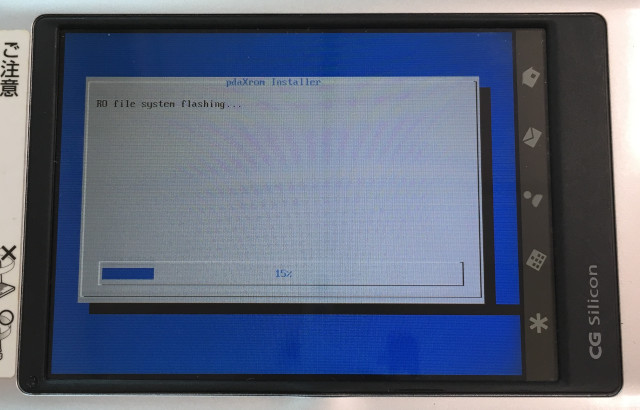 ご注意
pdaXrom Installer
RO file system flashing...
15%
CG Silicon